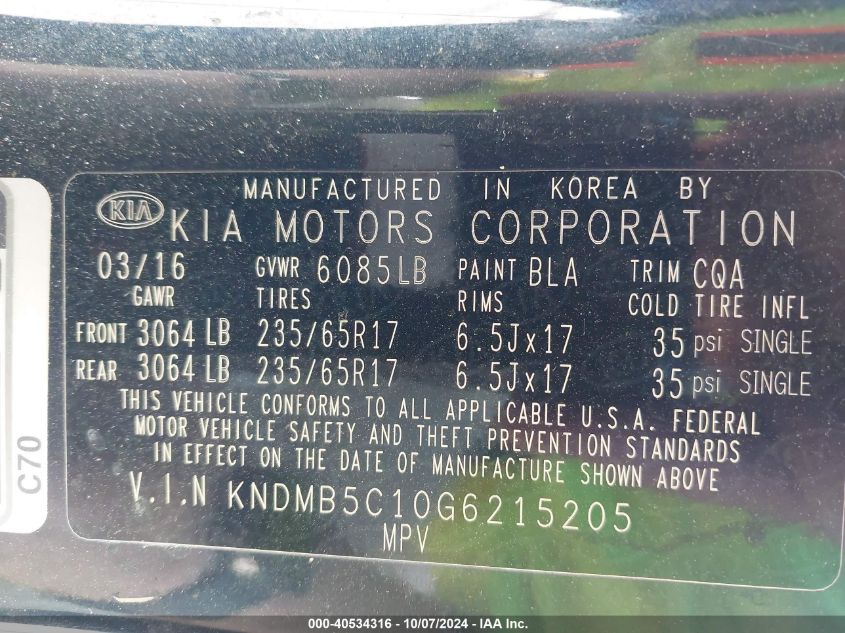 MANUFACTURED IN KOREA BY
KIA KIA MOTORS CORPORATION
03/16 GVWR 6085LB PAINT BLA TRIM CQA
GAWR TIRES RIMS COLD TIRE INFL
FRONT 3064 LB 235/65R17 6.5Jx17 35 psi SINGLE
REAR 3064 LB 235/65R17 6.5Jx17 35 psi SINGLE
THIS VEHICLE CONFORMS TO ALL APPLICABLE U.S.A. FEDERAL
MOTOR VEHICLE SAFETY AND THEFT PREVENTION STANDARDS
IN EFFECT ON THE DATE OF MANUFACTURE SHOWN ABOVE
V.I.N KNDMB5C10G6215205
MPV
C70
000-40534316 - 10/07/2024 - IAA Inc.